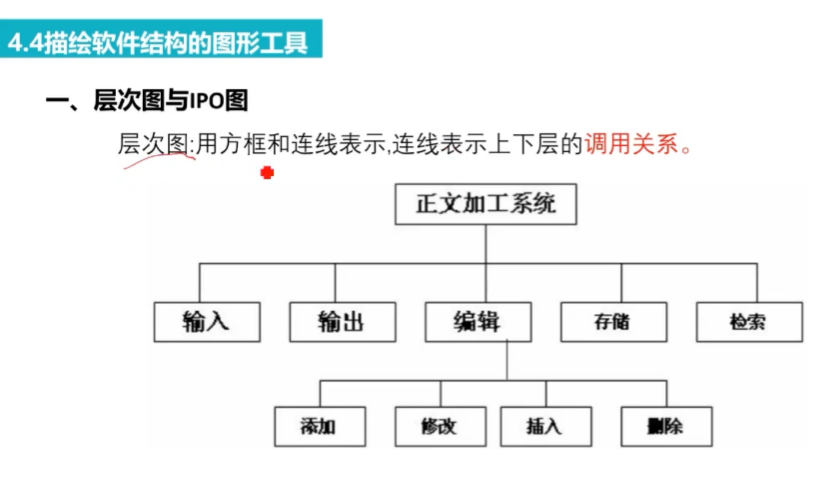 4.4描绘软件结构的图形工具
一、层次图与IPO图
层次图:用方框和连线表示,连线表示上下层的调用关系。
正文加工系统
输入 输出 编辑 存储 检索
添加 修改 插入 删除